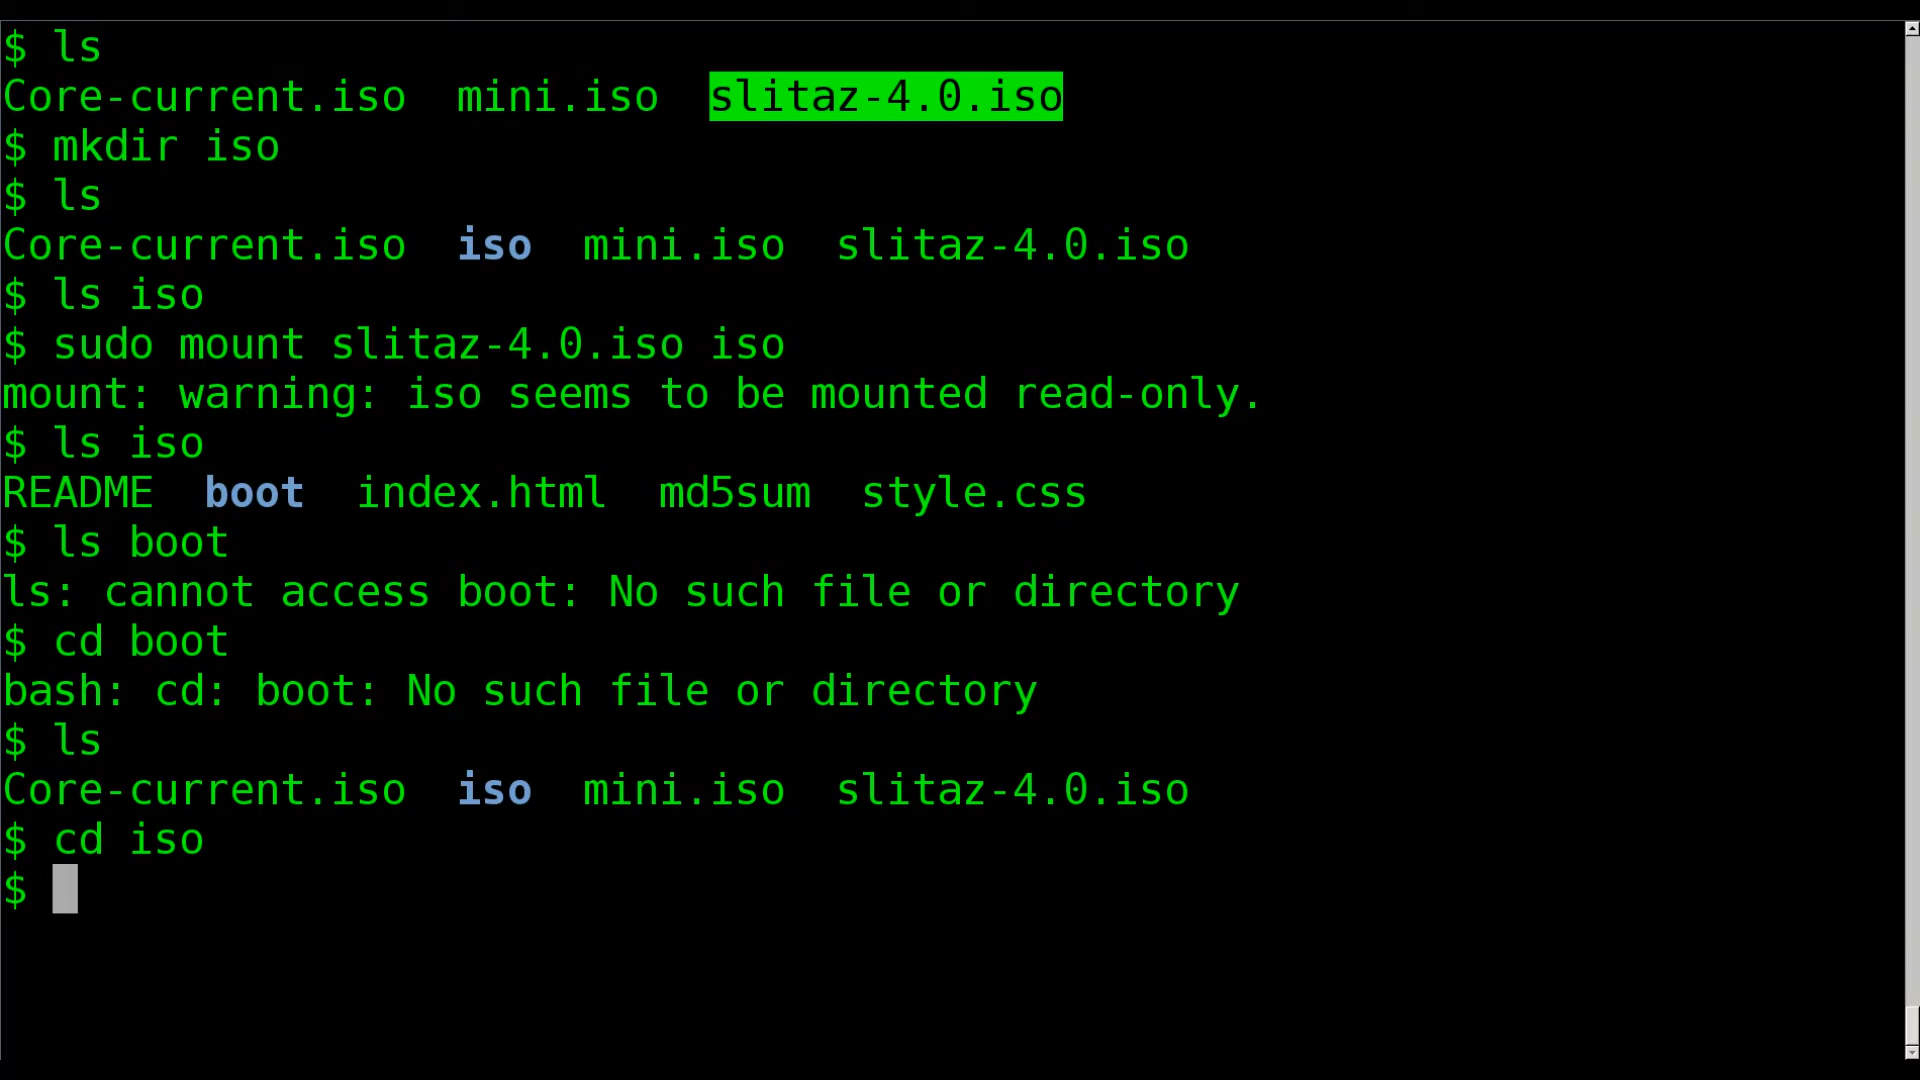 $ ls
Core-current.iso  mini.iso  slitaz-4.0.iso
$ mkdir iso
$ ls
Core-current.iso  iso  mini.iso  slitaz-4.0.iso
$ ls iso
$ sudo mount slitaz-4.0.iso iso
mount: warning: iso seems to be mounted read-only.
$ ls iso
README  boot  index.html  md5sum  style.css
$ ls boot
ls: cannot access boot: No such file or directory
$ cd boot
bash: cd: boot: No such file or directory
$ ls
Core-current.iso  iso  mini.iso  slitaz-4.0.iso
$ cd iso
$